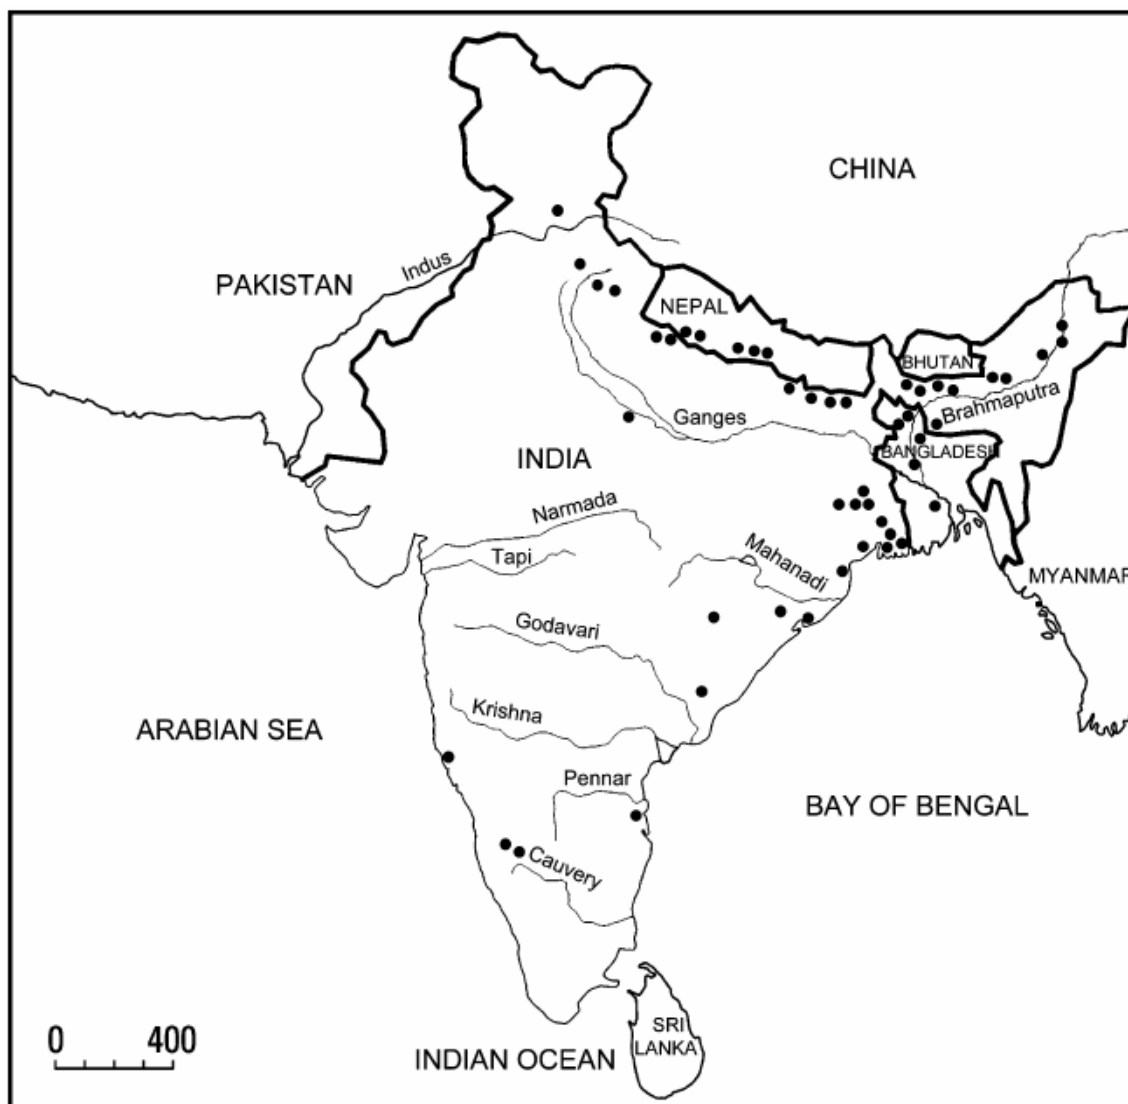 CHINA
PAKISTAN
Indus
NEPAL
BHUTAN
Brahmaputra
Ganges
INDIA
BANGLADESH
Narmada
Tapi
Mahanadi
MYANMAR
Godavari
Krishna
ARABIAN SEA
Pennar
BAY OF BENGAL
Cauvery
0 400
SRI
LANKA
INDIAN OCEAN